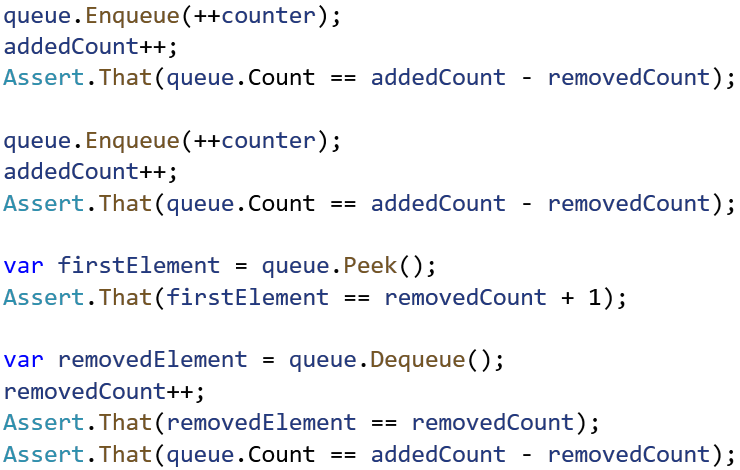 queue.Enqueue(++counter);
addedCount++;
Assert.That(queue.Count == addedCount - removedCount);
queue.Enqueue(++counter);
addedCount++;
Assert.That(queue.Count == addedCount - removedCount);
var firstElement = queue.Peek();
Assert.That(firstElement == removedCount + 1);
var removedElement = queue.Dequeue();
removedCount++;
Assert.That(removedElement == removedCount);
Assert.That(queue.Count == addedCount - removedCount);